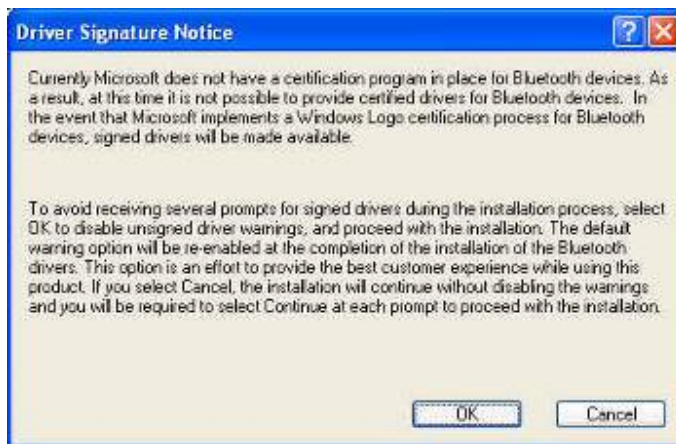 Driver Signature Notice
Currently Microsoft does not have a certification program in place for Bluetooth devices. As
a result, at this time it is not possible to provide certified drivers for Bluetooth devices. In
the event that Microsoft implements a Windows Logo certification process for Bluetooth
devices, signed drivers will be made available.
To avoid receiving several prompts for signed drivers during the installation process, select
OK to disable unsigned driver warnings, and proceed with the installation. The default
warning option will be re-enabled at the completion of the installation of the Bluetooth
drivers. This option is an effort to provide the best customer experience while using this
product. If you select Cancel, the installation will continue without disabling the warnings
and you will be required to select Continue at each prompt to proceed with the installation.
OK Cancel